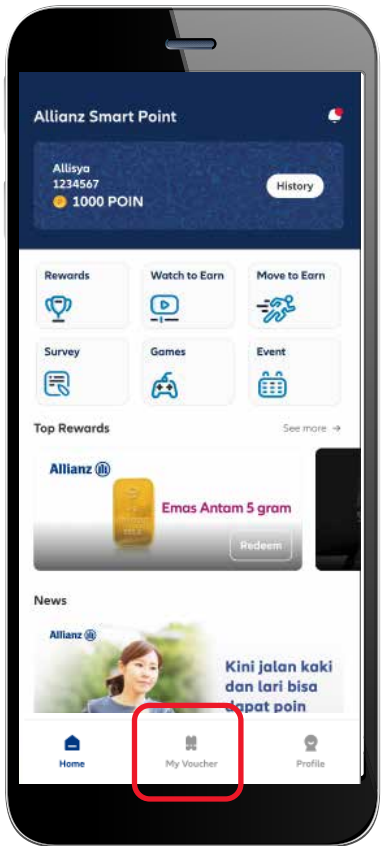 Allianz Smart Point
Allisya
1234567
1000 POIN
History
Rewards
Watch to Earn
Move to Earn
Survey
Games
Event
Top Rewards
See more →
Allianz
Emas Antam 5 gram
Redeem
News
Allianz
Kini jalan kaki
dan lari bisa
dapat poin
Home
My Voucher
Profile